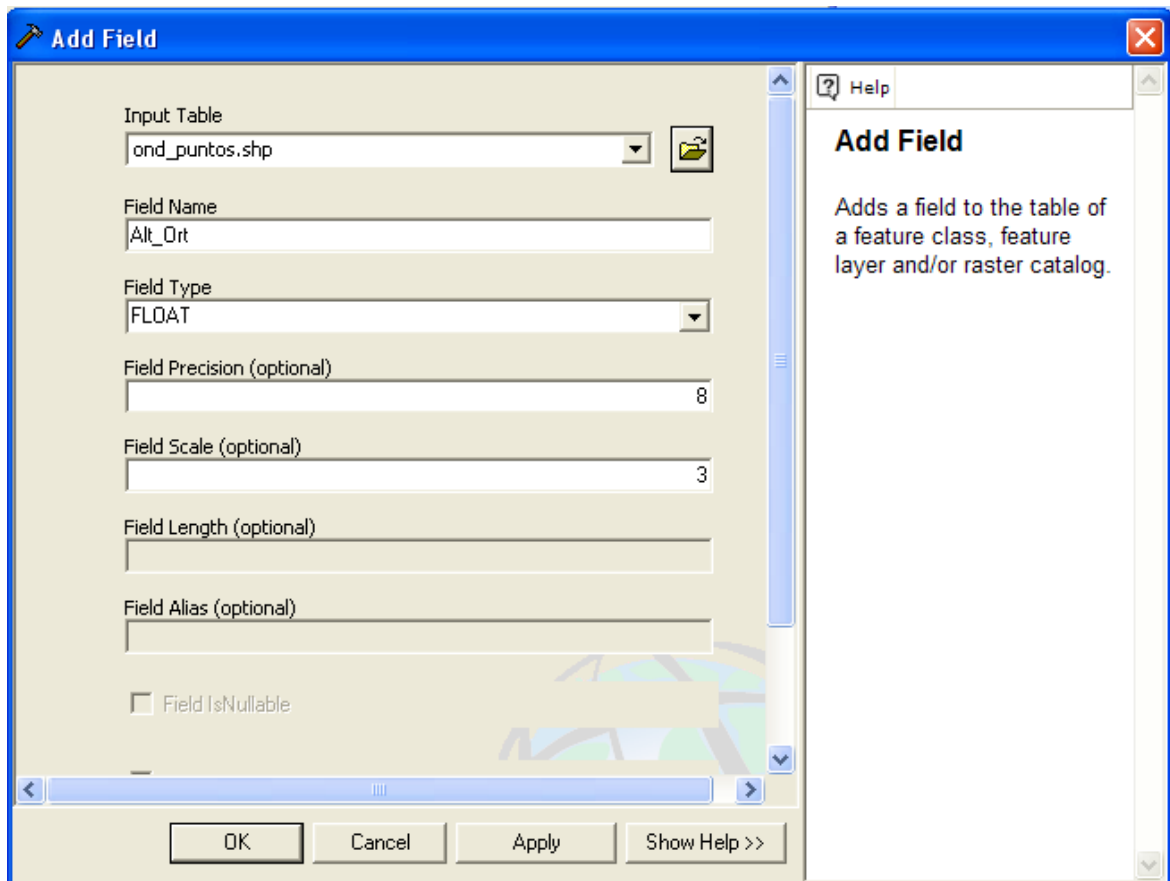 Add Field
Input Table
ond_puntos.shp
Field Name
Alt_Ort
Field Type
FLOAT
Field Precision (optional)
8
Field Scale (optional)
3
Field Length (optional)
Field Alias (optional)
Field IsNullable
OK
Cancel
Apply
Show Help >>
Help
Add Field
Adds a field to the table of
a feature class, feature
layer and/or raster catalog.